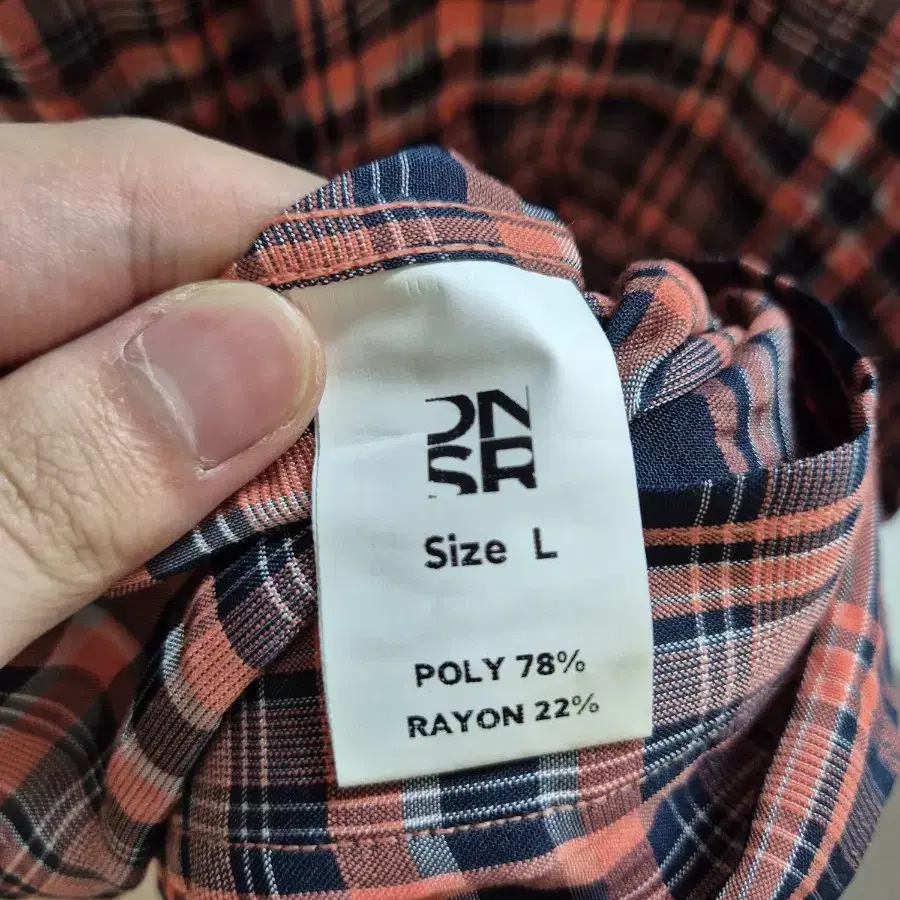 DN
SR
Size L
POLY 78%
RAYON 22%